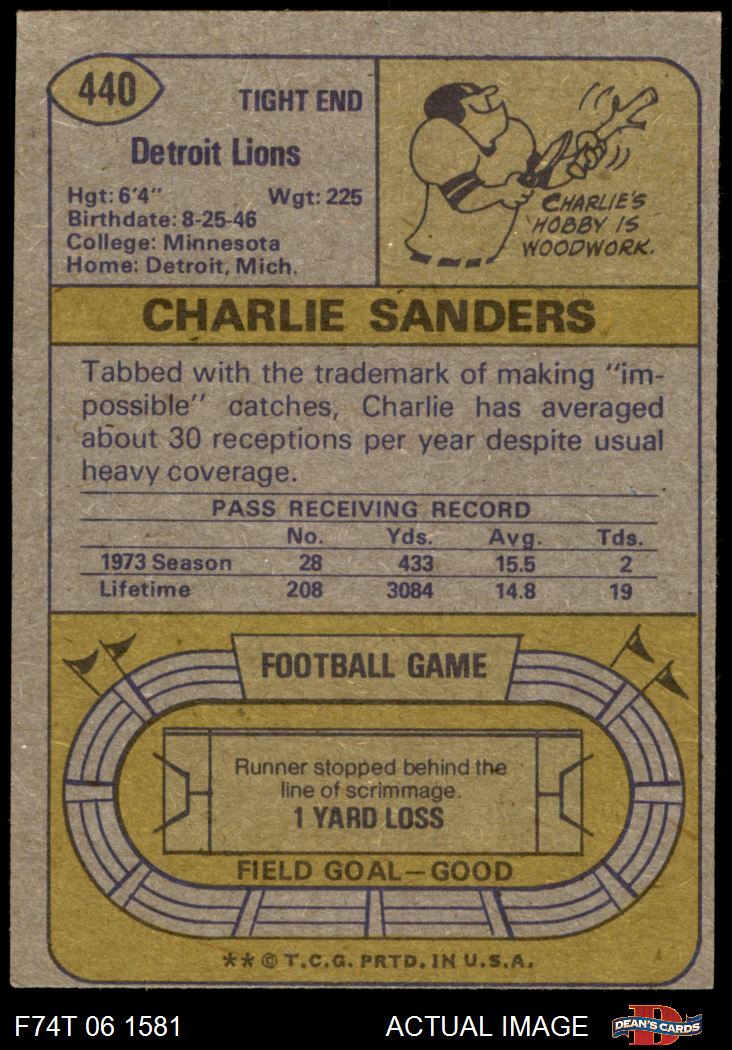 440
TIGHT END
Detroit Lions
Hgt: 6'4" Wgt: 225
Birthdate: 8-25-46
College: Minnesota
Home: Detroit, Mich.
CHARLIE'S
HOBBY IS
WOODWORK.
CHARLIE SANDERS
Tabbed with the trademark of making "im-
possible" catches, Charlie has averaged
about 30 receptions per year despite usual
heavy coverage.
PASS RECEIVING RECORD
No. Yds. Avg. Tds.
1973 Season 28 433 15.5 2
Lifetime 208 3084 14.8 19
FOOTBALL GAME
Runner stopped behind the
line of scrimmage.
1 YARD LOSS
FIELD GOAL—GOOD
** © T.C.G. PRTD. IN U.S.A.
F74T 06 1581 ACTUAL IMAGE D DEAN'S CARDS